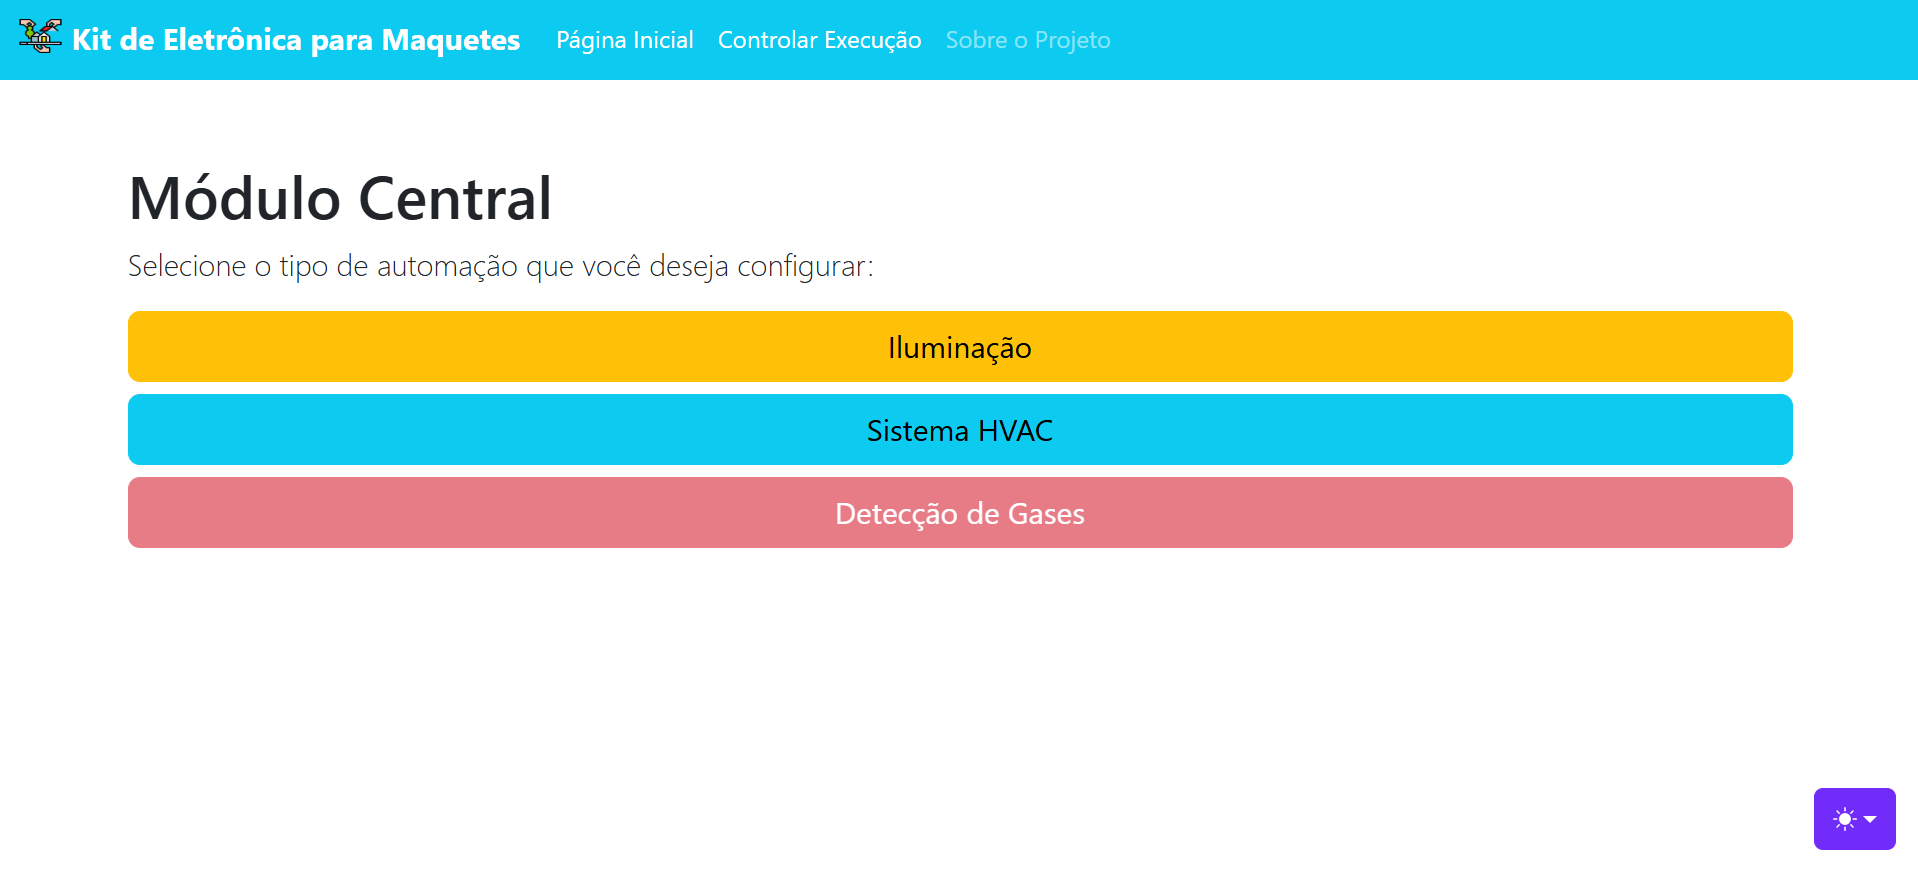 Kit de Eletrônica para Maquetes Página Inicial Controlar Execução Sobre o Projeto
Módulo Central
Selecione o tipo de automação que você deseja configurar:
Iluminação
Sistema HVAC
Detecção de Gases